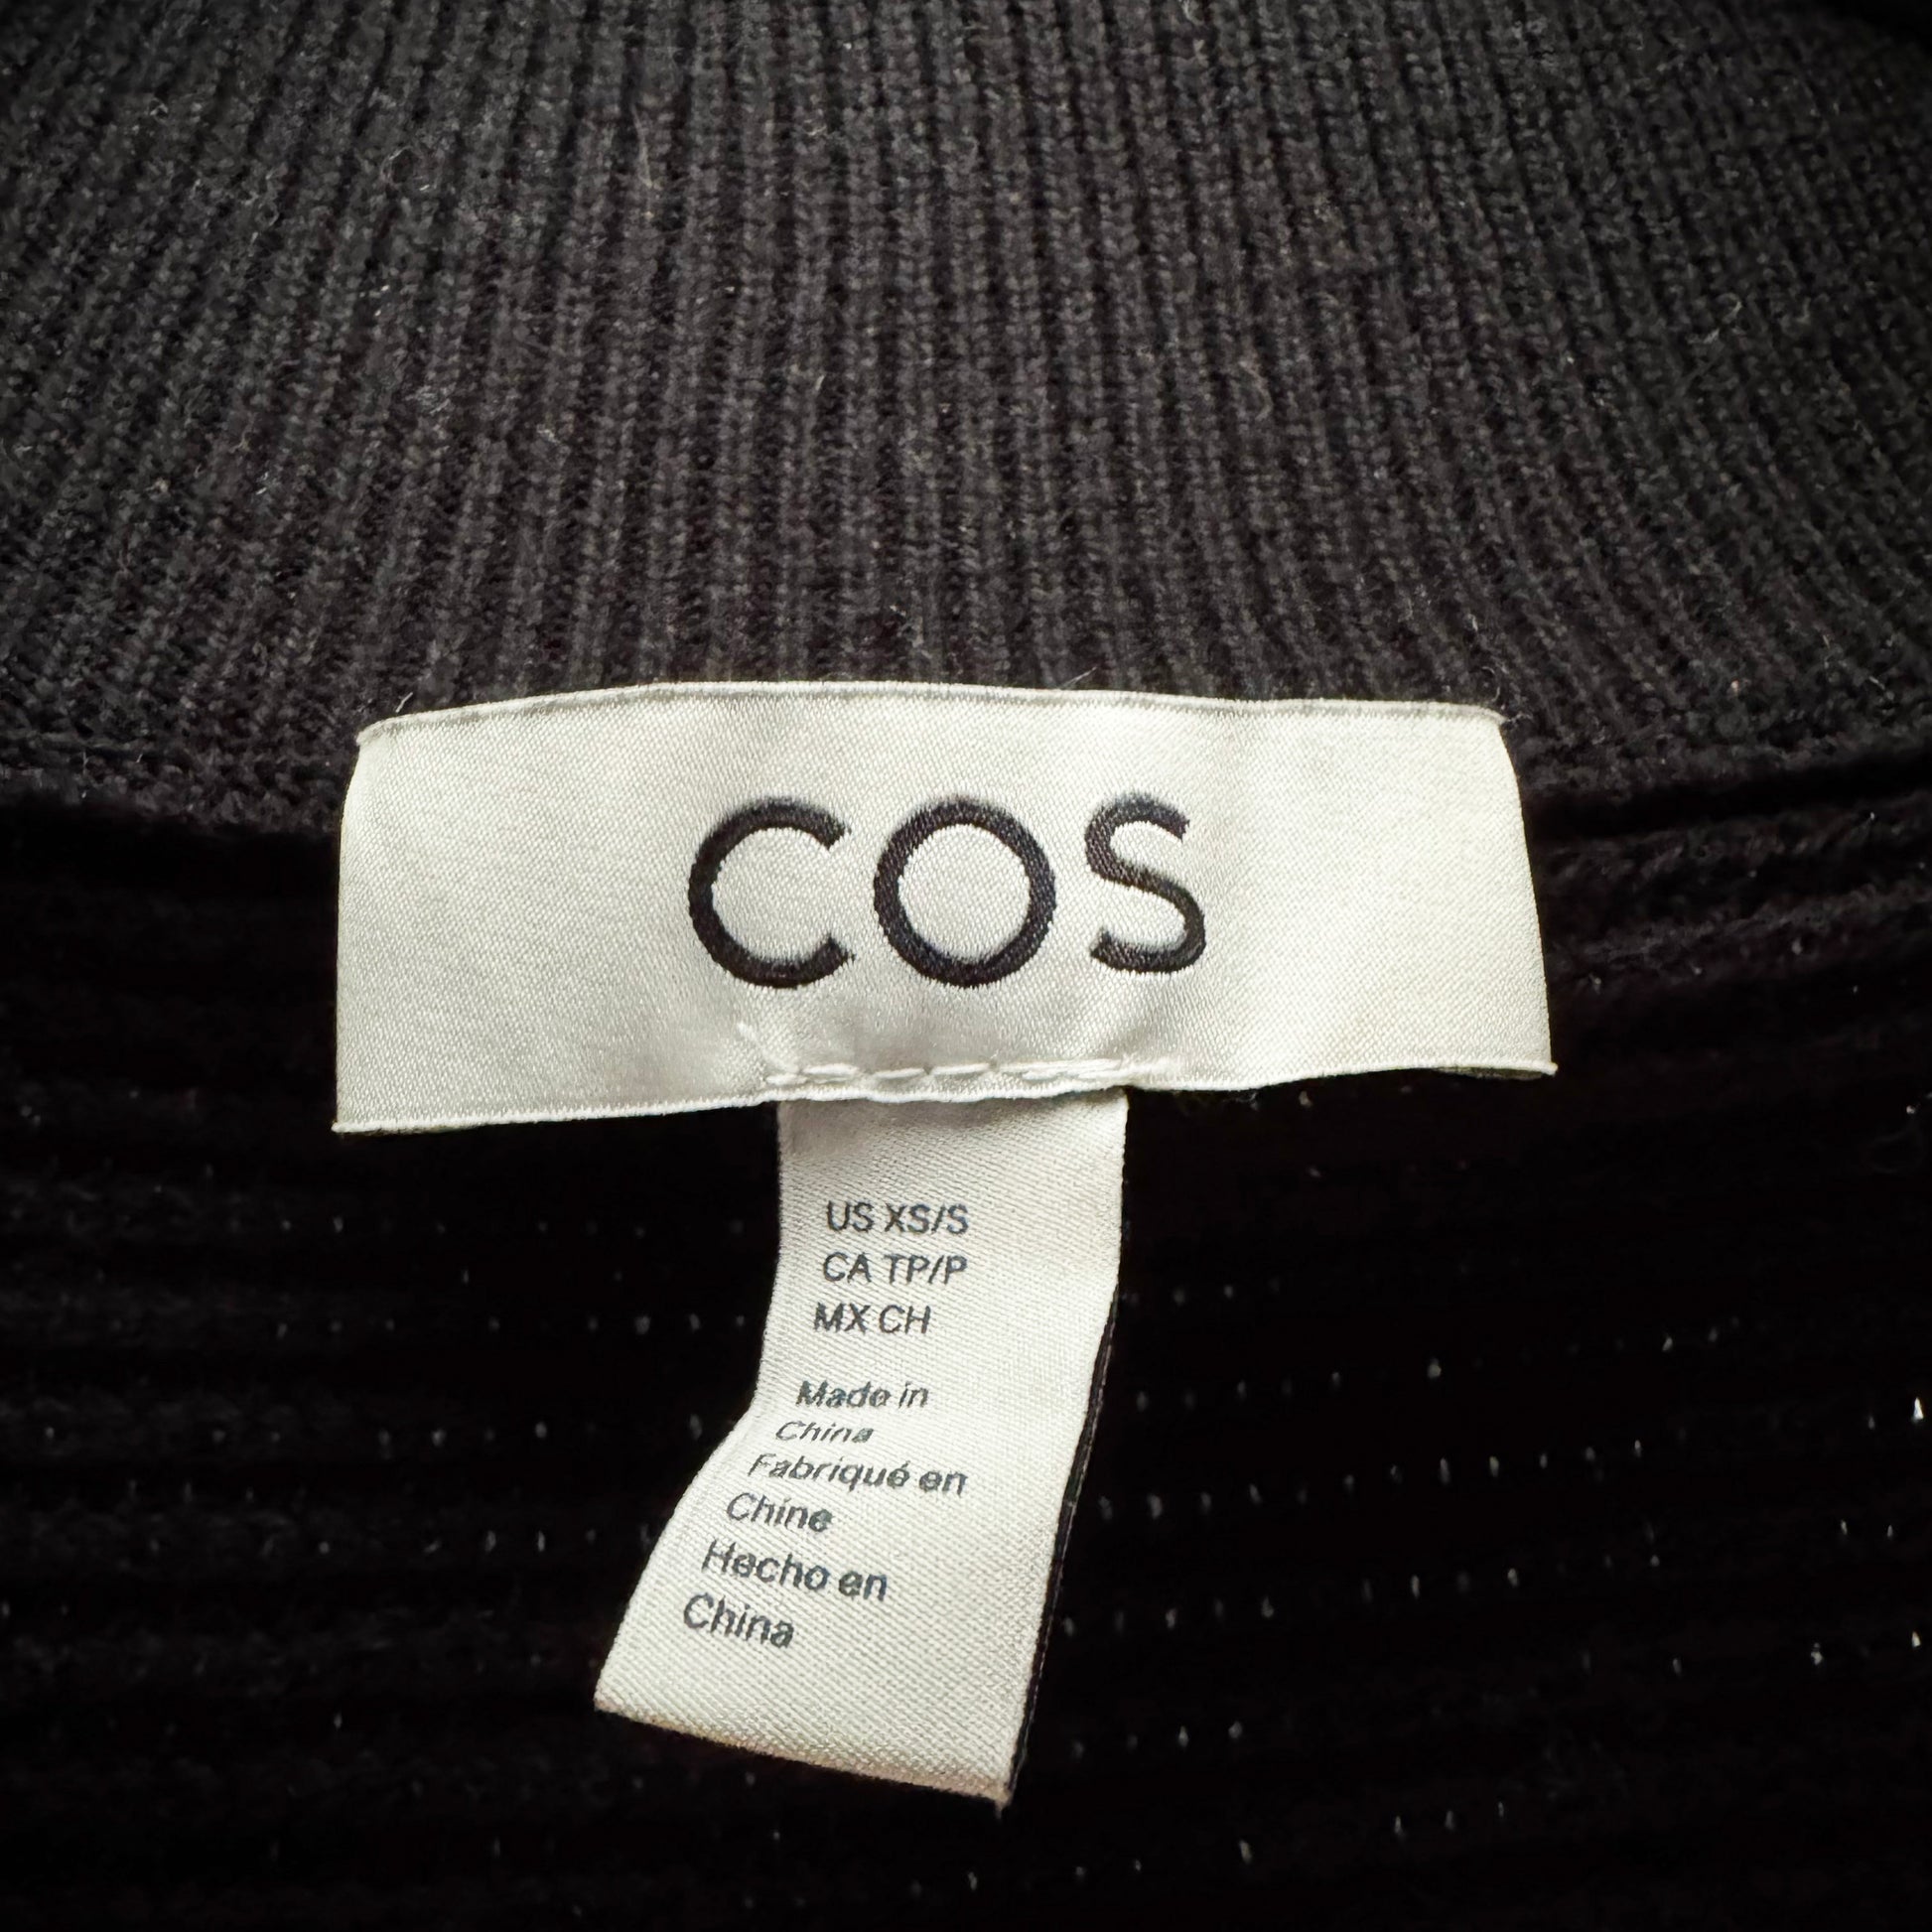 COS
US XS/S
CA TP/P
MX CH
Made in
China
Fabriqué en
Chine
Hecho en
China